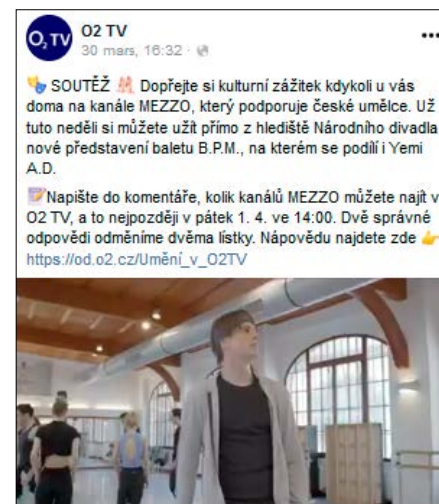 O2 TV
O2 TV
30 mars, 16:32 ·
SOUTĚŽ Dopřejte si kulturní zážitek kdykoli u vás
doma na kanále MEZZO, který podporuje české umělce. Už
tuto neděli si můžete užít přímo z hlediště Národního divadla
nové představení baletu B.P.M., na kterém se podílí i Yemi
A.D.
Napište do komentáře, kolik kanálů MEZZO můžete najít v
O2 TV, a to nejpozději v pátek 1. 4. ve 14:00. Dvě správné
odpovědi odměníme dvěma lístky. Nápovědu najdete zde
https://od.o2.cz/Umění_v_O2TV